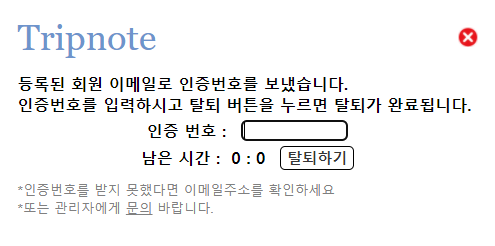 Tripnote
등록된 회원 이메일로 인증번호를 보냈습니다.
인증번호를 입력하시고 탈퇴 버튼을 누르면 탈퇴가 완료됩니다.
인증 번호 :
남은 시간 : 0 : 0 탈퇴하기
*인증번호를 받지 못했다면 이메일주소를 확인하세요
*또는 관리자에게 문의 바랍니다.